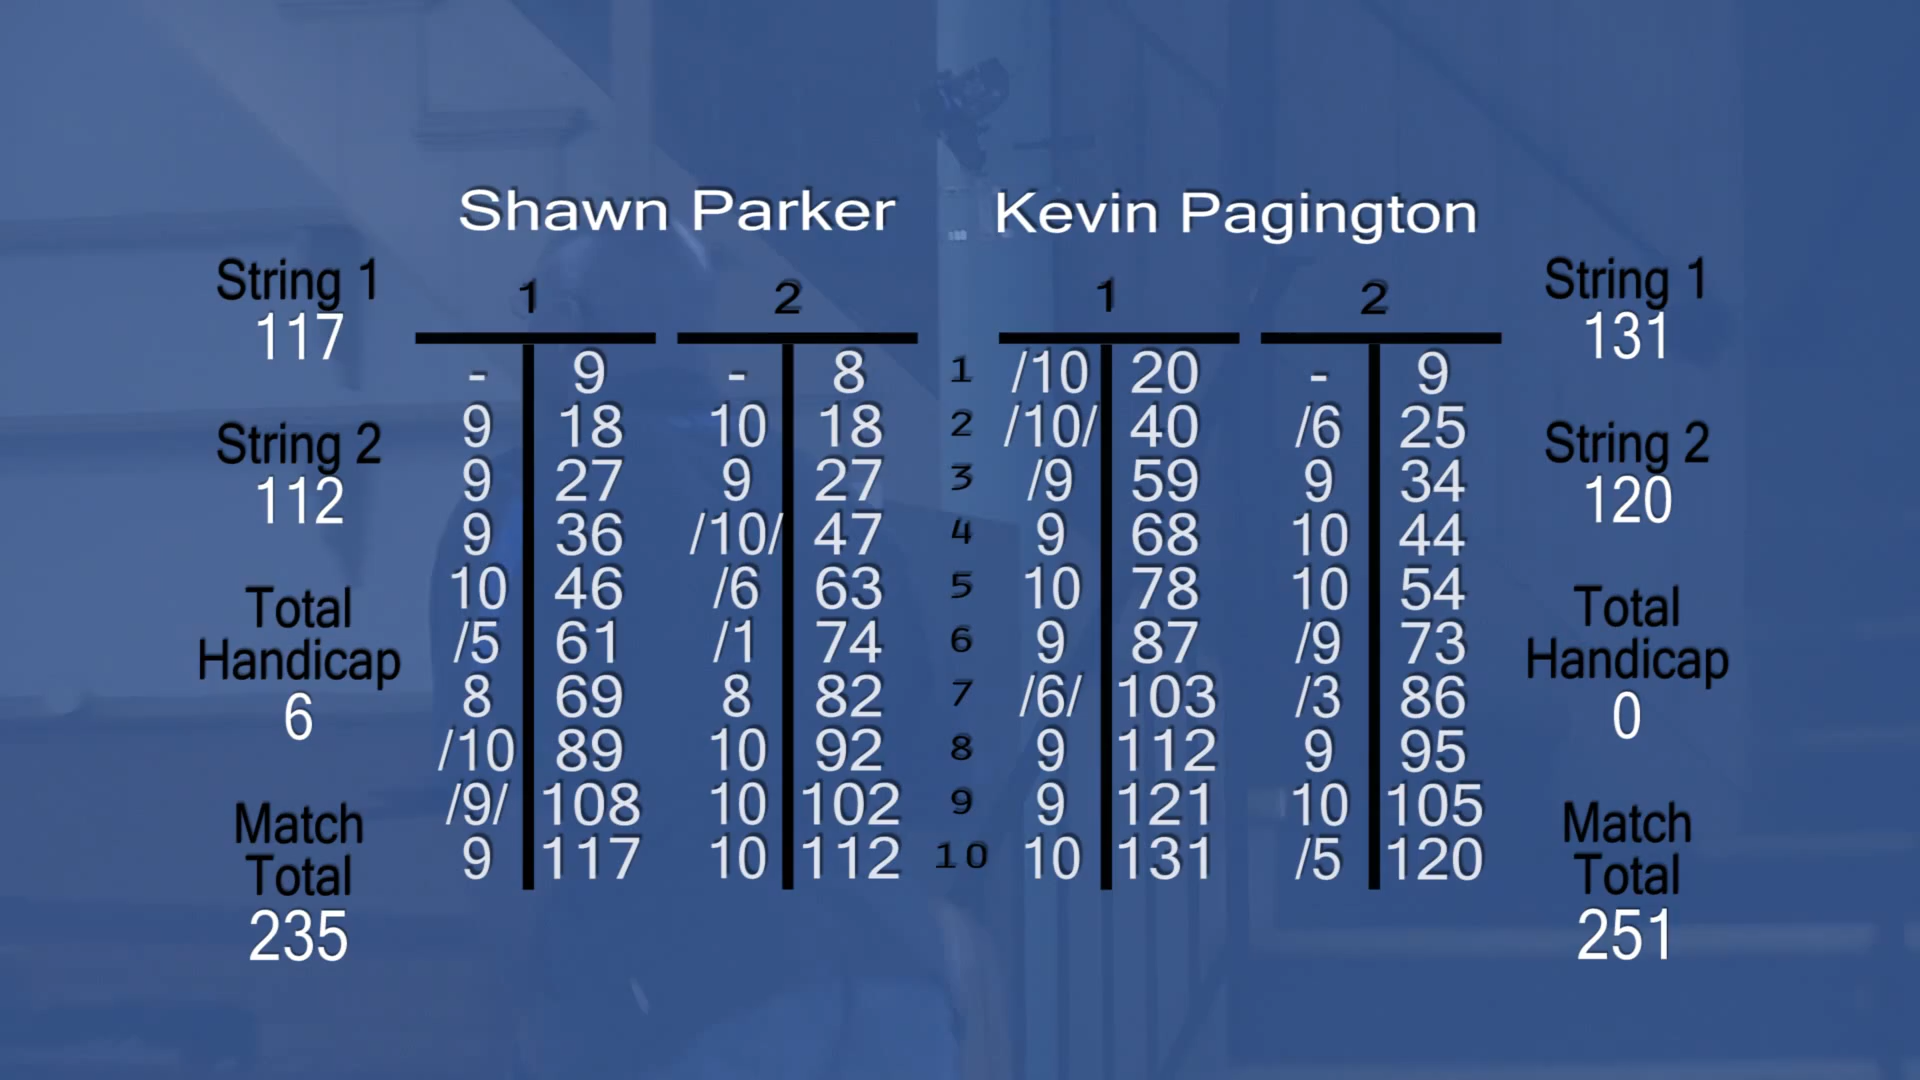 Shawn Parker Kevin Pagington
String 1
117
String 2
112
Total
Handicap
6
Match
Total
235
1 2 1 2
- 9 - 8 1 /10 20 - 9
9 18 10 18 2 /10/ 40 /6 25
9 27 9 27 3 /9 59 9 34
9 36 /10/ 47 4 9 68 10 44
10 46 /6 63 5 10 78 10 54
/5 61 /1 74 6 9 87 /9 73
8 69 8 82 7 /6/ 103 /3 86
/10 89 10 92 8 9 112 9 95
/9/ 108 10 102 9 9 121 10 105
9 117 10 112 10 10 131 /5 120
String 1
131
String 2
120
Total
Handicap
0
Match
Total
251